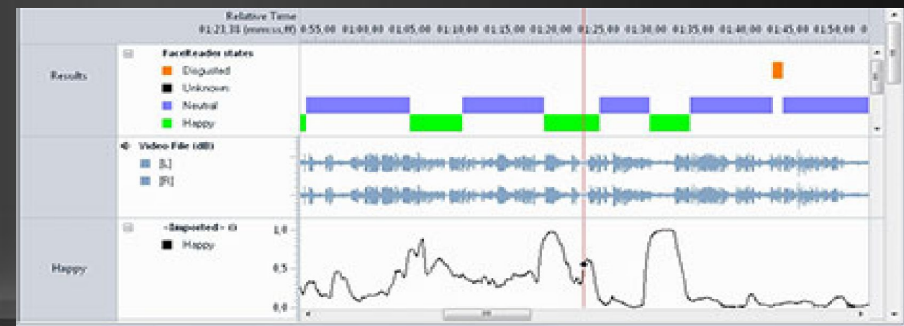 Relative Time
01:23,31 (mm:ss,ff) 0:55,00 01:00,00 01:05,00 01:10,00 01:15,00 01:20,00 01:25,00 01:30,00 01:35,00 01:40,00 01:45,00 01:50,00 0
Results
FaceReader states
Disgusted
Unknown
Neutral
Happy
Video File (dB)
[L]
[R]
Happy
-Imported- ()
Happy
1,0
0,5
0,0